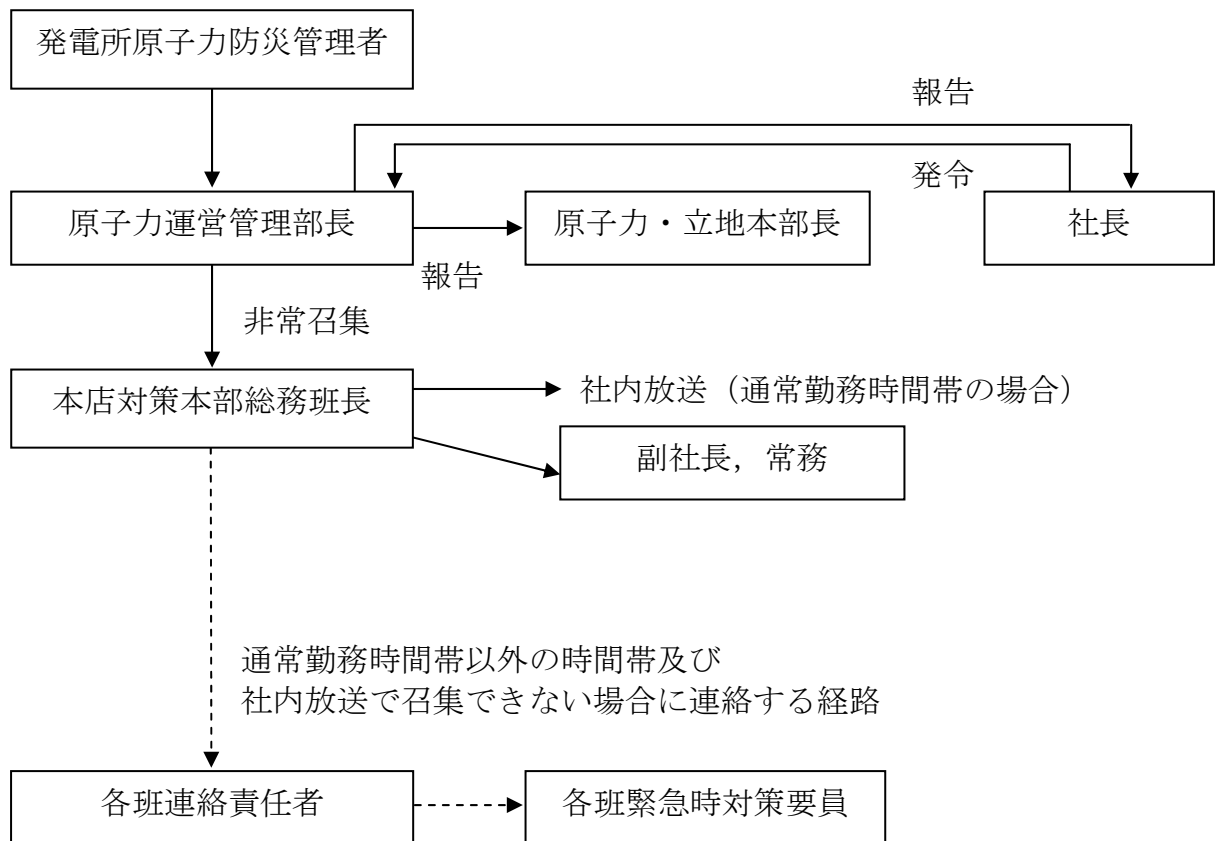 発電所原子力防災管理者
報告
発令
原子力運営管理部長
原子力・立地本部長
社長
報告
非常召集
本店対策本部総務班長
社内放送（通常勤務時間帯の場合）
副社長，常務
通常勤務時間帯以外の時間帯及び
社内放送で召集できない場合に連絡する経路
各班連絡責任者
各班緊急時対策要員